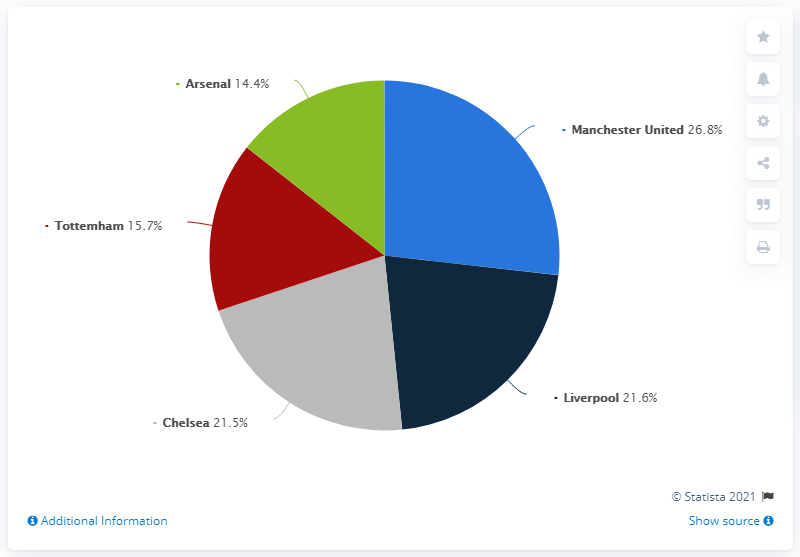 Arsenal 14.4%
Manchester United 26.8%
Tottemham 15.7%
Liverpool 21.6%
Chelsea 21.5%
© Statista 2021
Additional Information
Show source